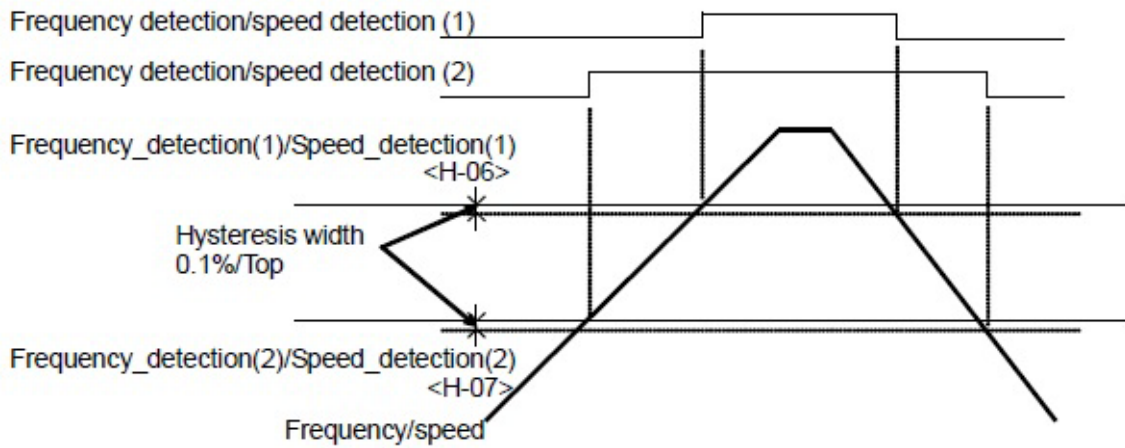 Frequency detection/speed detection (1)
Frequency detection/speed detection (2)
Frequency_detection(1)/Speed_detection(1)
<H-06>
Hysteresis width
0.1%/Top
Frequency_detection(2)/Speed_detection(2)
<H-07>
Frequency/speed